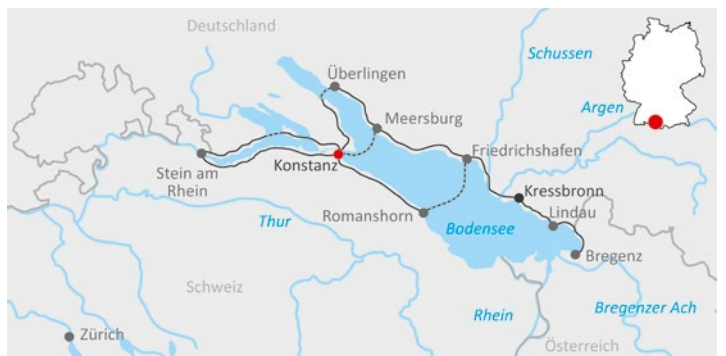 Deutschland
Schussen
Überlingen
Argen
Meersburg
Friedrichshafen
Stein am
Rhein
Konstanz
Kressbronn
Thur
Romanshorn
Lindau
Bodensee
Bregenz
Schweiz
Rhein
Bregenzer Ach
Zürich
Österreich